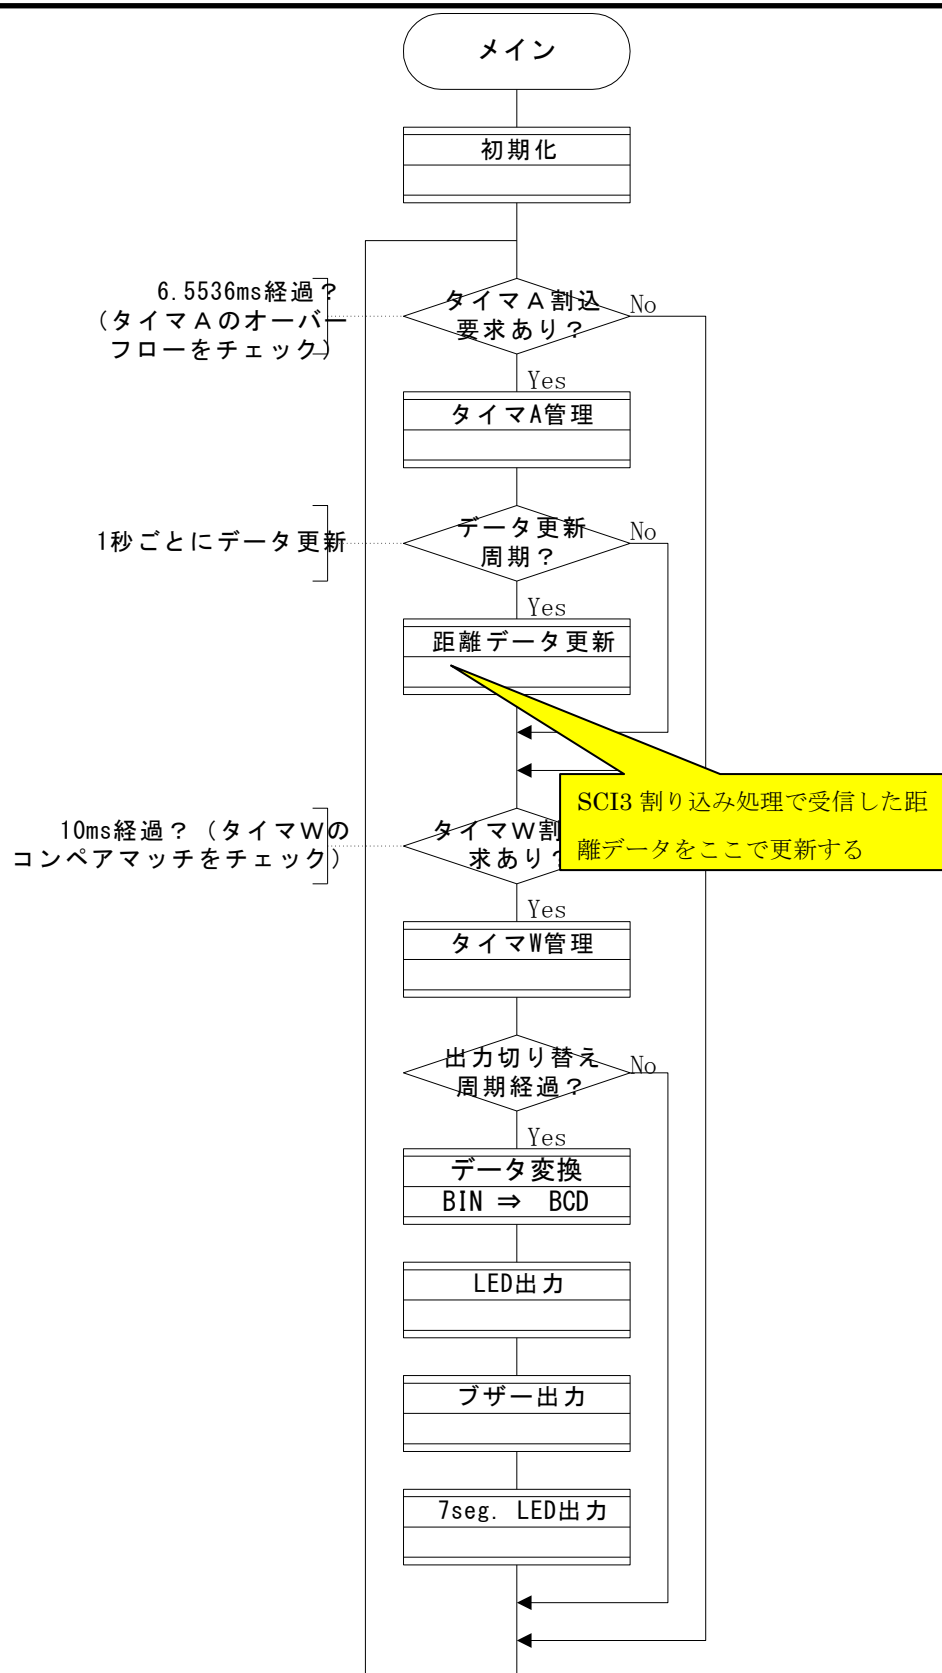 メイン
初期化
6.5536ms経過？
（タイマＡのオーバー
フローをチェック）
タイマＡ割込
要求あり？
No
Yes
タイマA管理
1秒ごとにデータ更新
データ更新
周期？
No
Yes
距離データ更新
SCI3 割り込み処理で受信した距
離データをここで更新する
10ms経過？（タイマWの
コンペアマッチをチェック）
タイマW割
求あり？
Yes
タイマW管理
出力切り替え
周期経過？
No
Yes
データ変換
BIN ⇒ BCD
LED出力
ブザー出力
7seg. LED出力